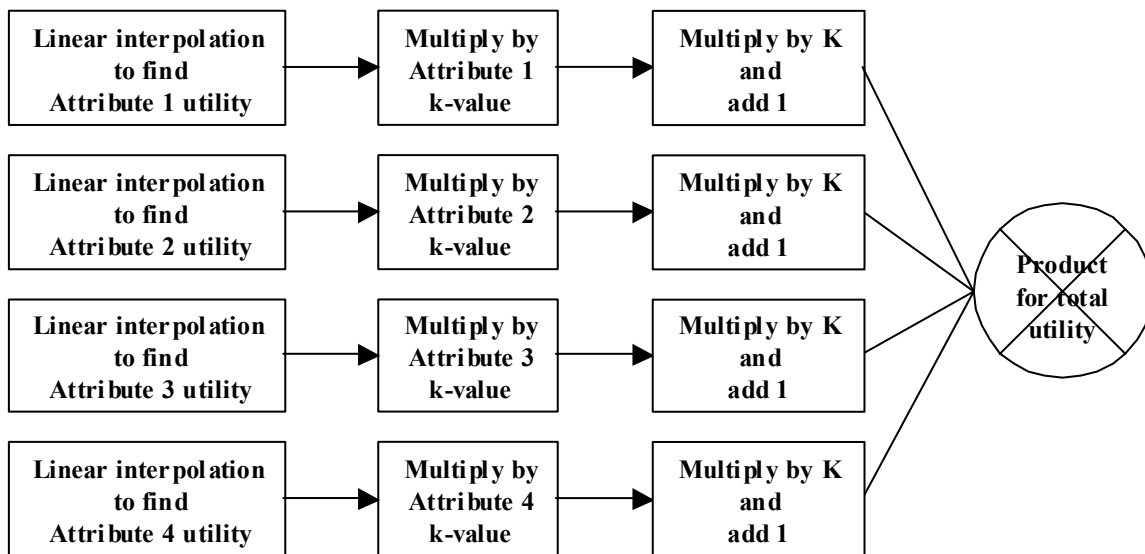 Linear interpolation
to find
Attribute 1 utility
Multiply by
Attribute 1
k-value
Multiply by K
and
add 1
Linear interpolation
to find
Attribute 2 utility
Multiply by
Attribute 2
k-value
Multiply by K
and
add 1
Linear interpolation
to find
Attribute 3 utility
Multiply by
Attribute 3
k-value
Multiply by K
and
add 1
Linear interpolation
to find
Attribute 4 utility
Multiply by
Attribute 4
k-value
Multiply by K
and
add 1
Product
for total
utility